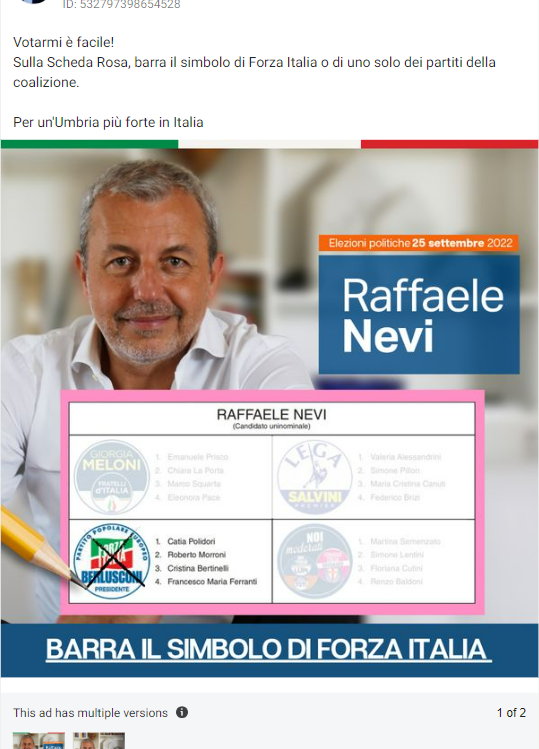 ID: 532797398654528
Votarmi è facile!
Sulla Scheda Rosa, barra il simbolo di Forza Italia o di uno solo dei partiti della
coalizione.
Per un'Umbria più forte in Italia
Elezioni politiche 25 settembre 2022
Raffaele
Nevi
RAFFAELE NEVI
(Candidato uninominale)
GIORGIA
MELONI
FRATELLI
d'ITALIA
1. Emanuele Prisco
2. Chiara La Porta
3. Marco Squarta
4. Eleonora Pace
LEGA
SALVINI
PREMIER
1. Valeria Alessandrini
2. Simone Pillon
3. Maria Cristina Canuti
4. Federico Brizi
PARTITO POPOLARE EUROPEO
FORZA
ITALIA
BERLUSCONI
PRESIDENTE
1. Catia Polidori
2. Roberto Morroni
3. Cristina Bertinelli
4. Francesco Maria Ferranti
NOI
moderati
1. Martina Semenzato
2. Simone Lentini
3. Floriana
4. Renzo Baldoni
BARRA IL SIMBOLO DI FORZA ITALIA
This ad has multiple versions
1 of 2